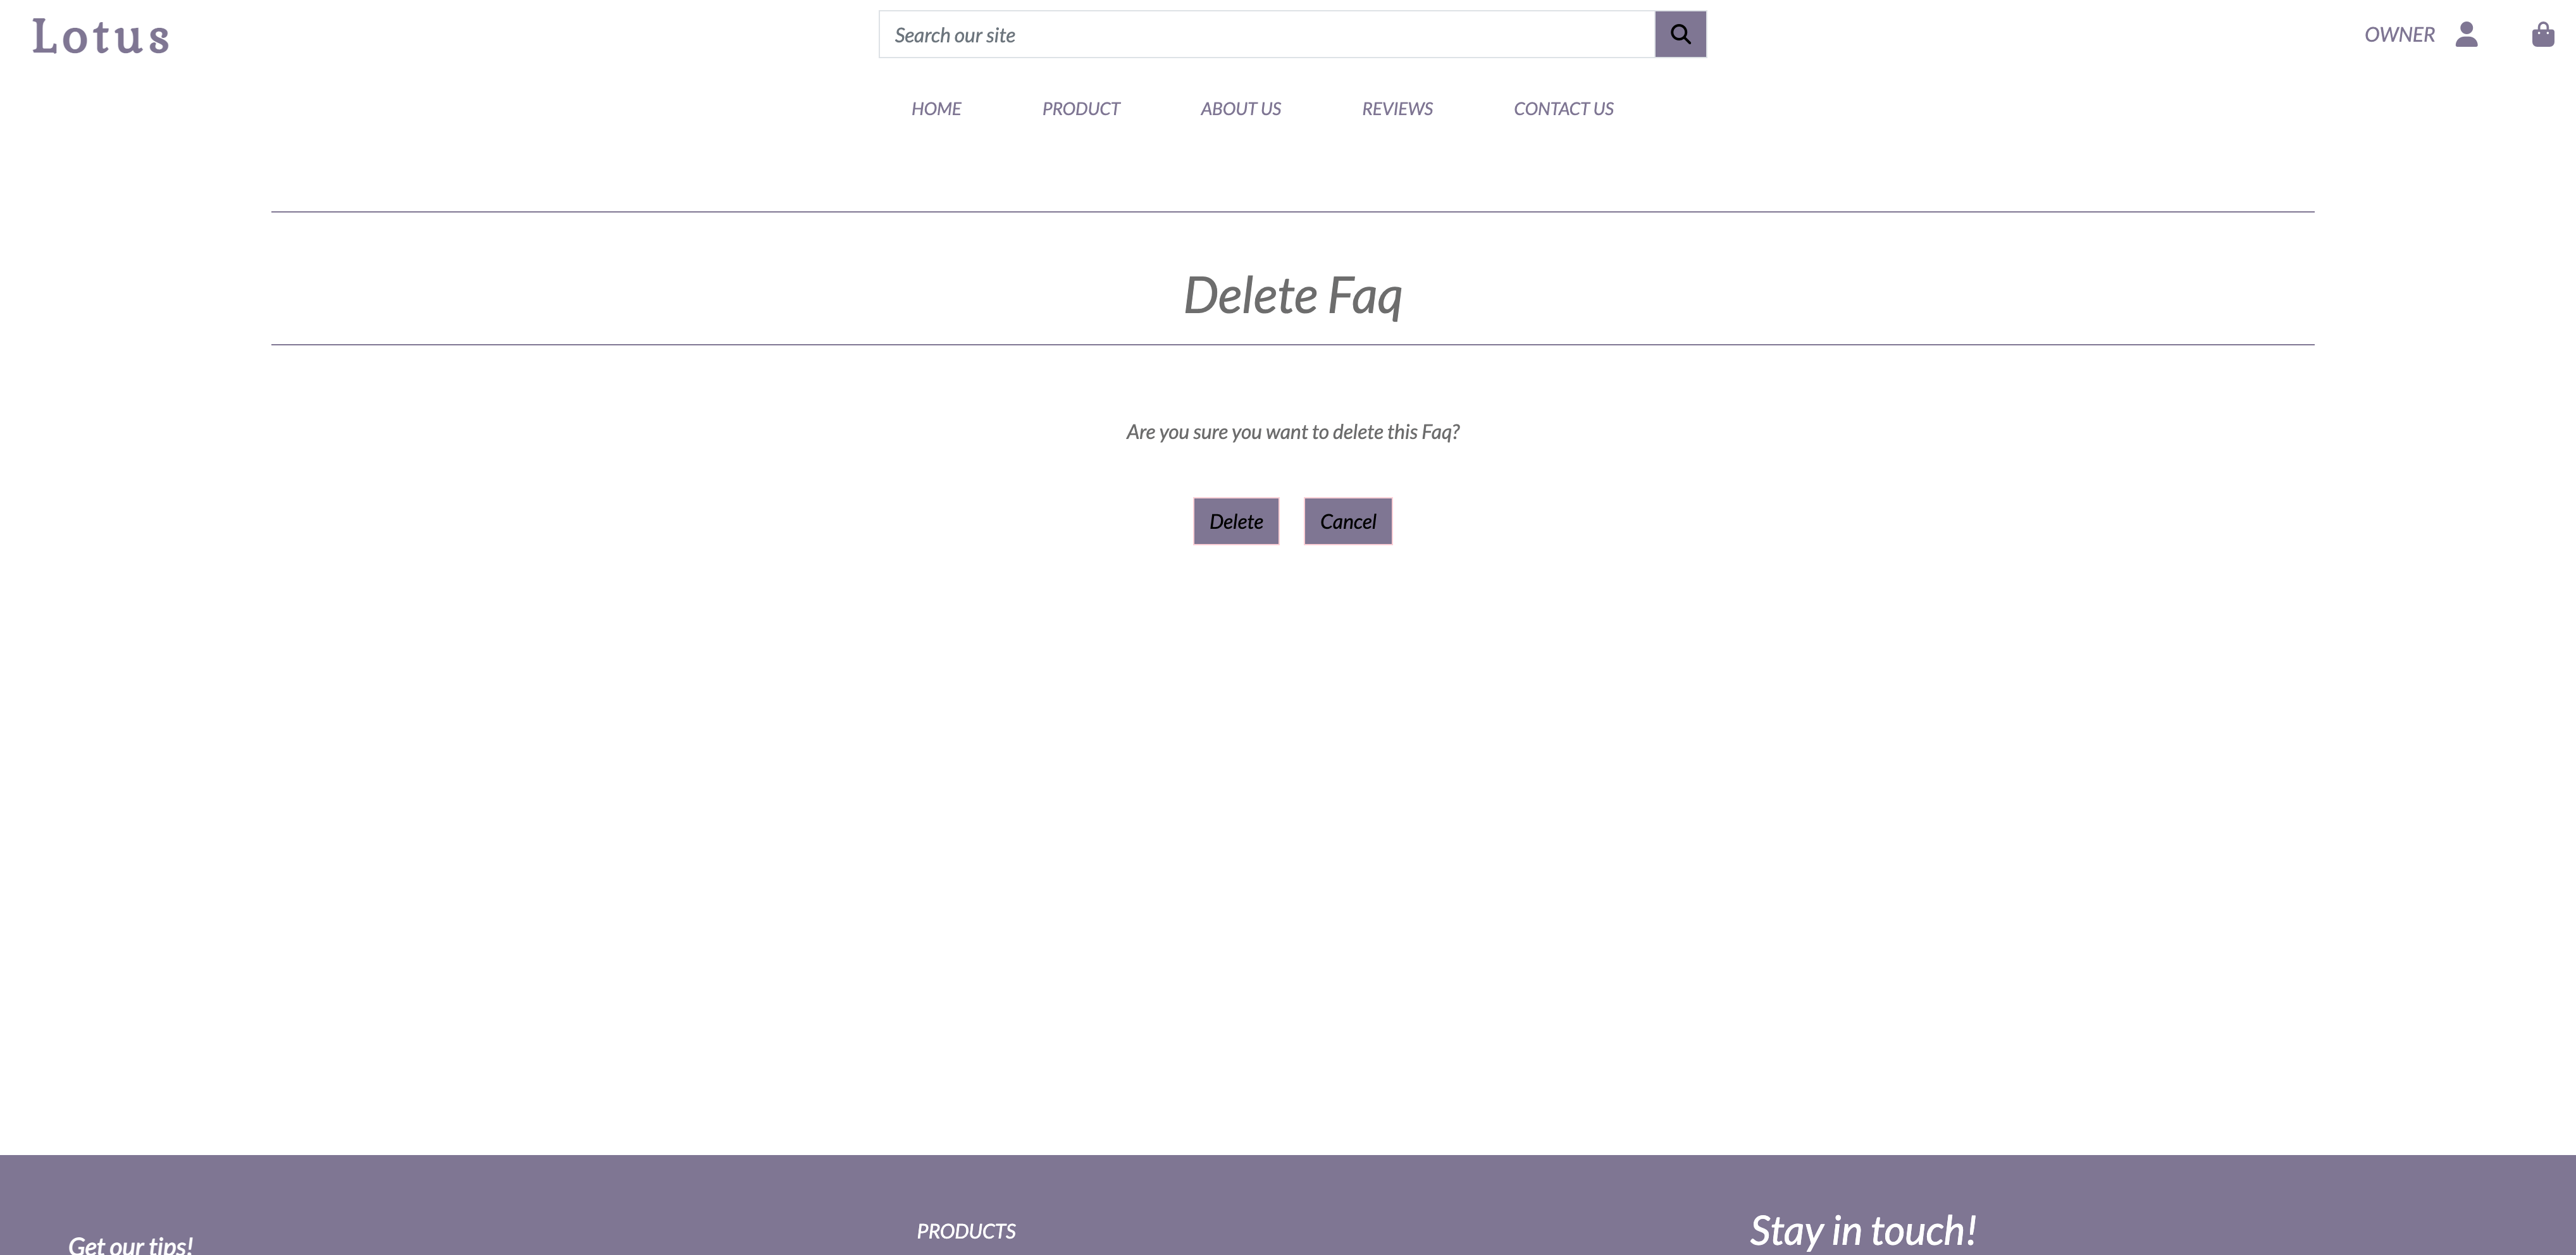 Lotus
Search our site
OWNER
HOME PRODUCT ABOUT US REVIEWS CONTACT US
Delete Faq
Are you sure you want to delete this Faq?
Delete Cancel
Get our tips!
PRODUCTS
Stay in touch!